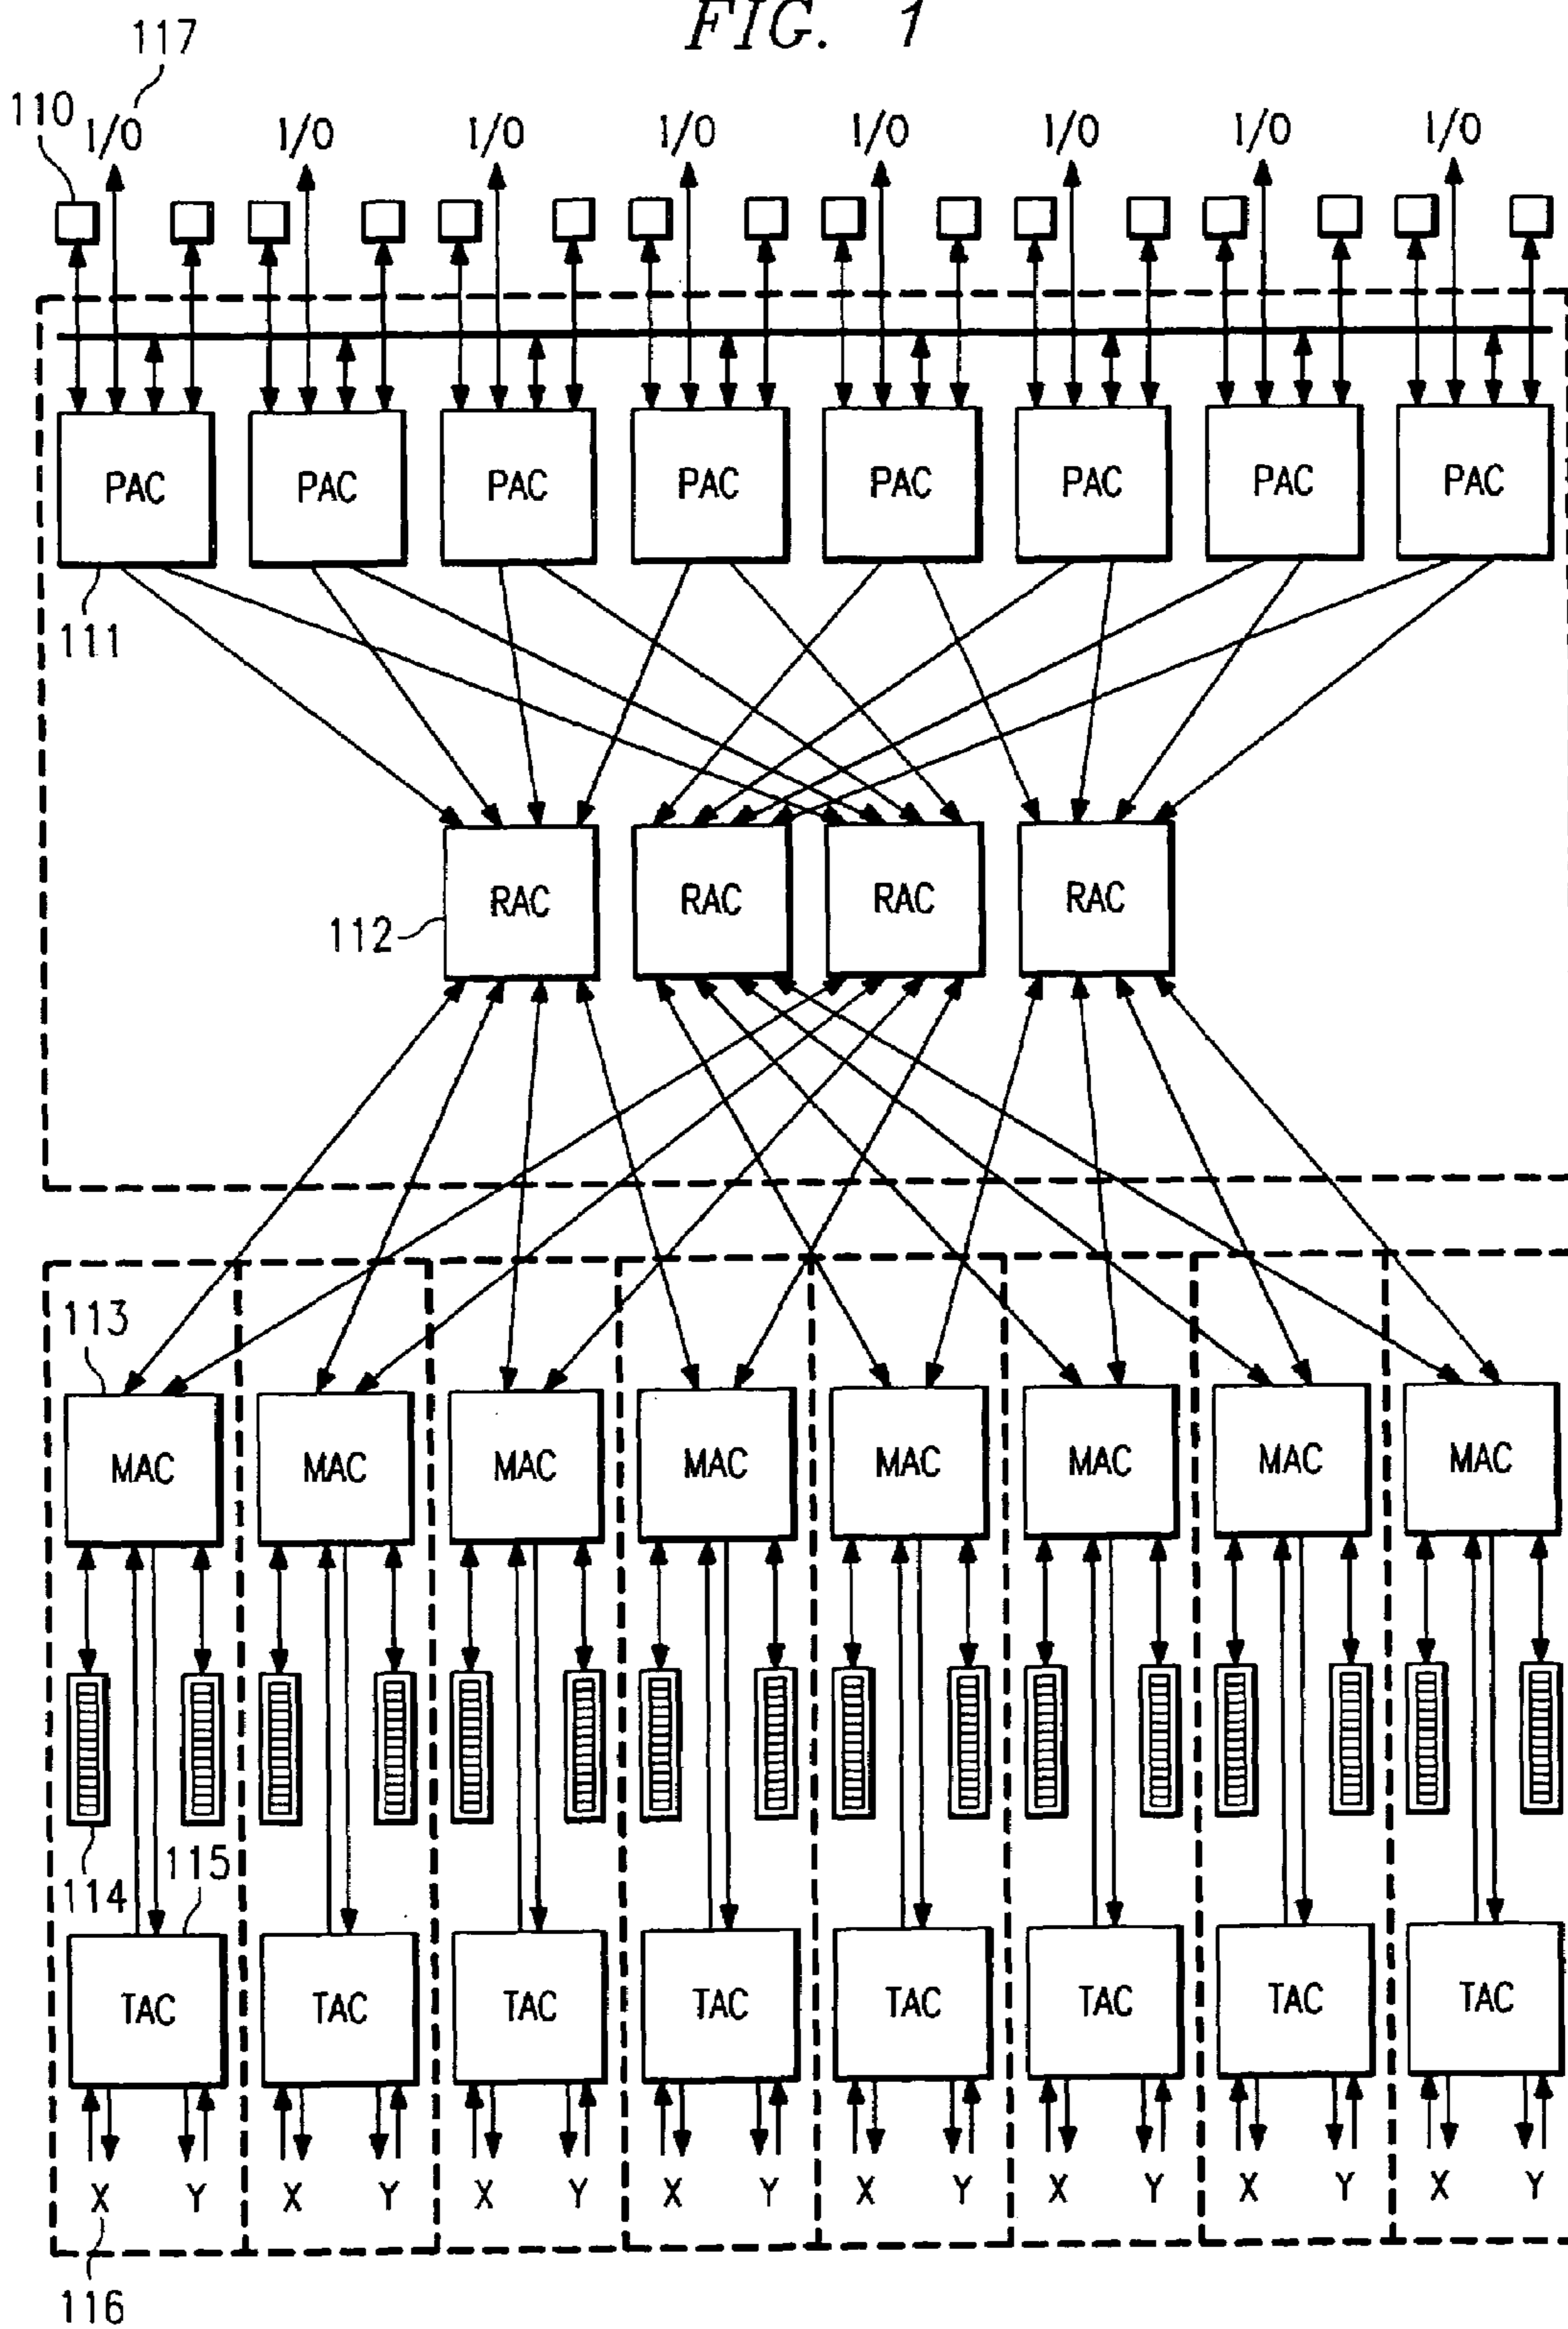 FIG. 1
117
110
I/O I/O I/O I/O I/O I/O I/O I/O
PAC PAC PAC PAC PAC PAC PAC PAC
111
RAC RAC RAC RAC
112
113
MAC MAC MAC MAC MAC MAC MAC MAC
115
114
TAC TAC TAC TAC TAC TAC TAC TAC
X Y X Y X Y X Y X Y X Y X Y X Y
116